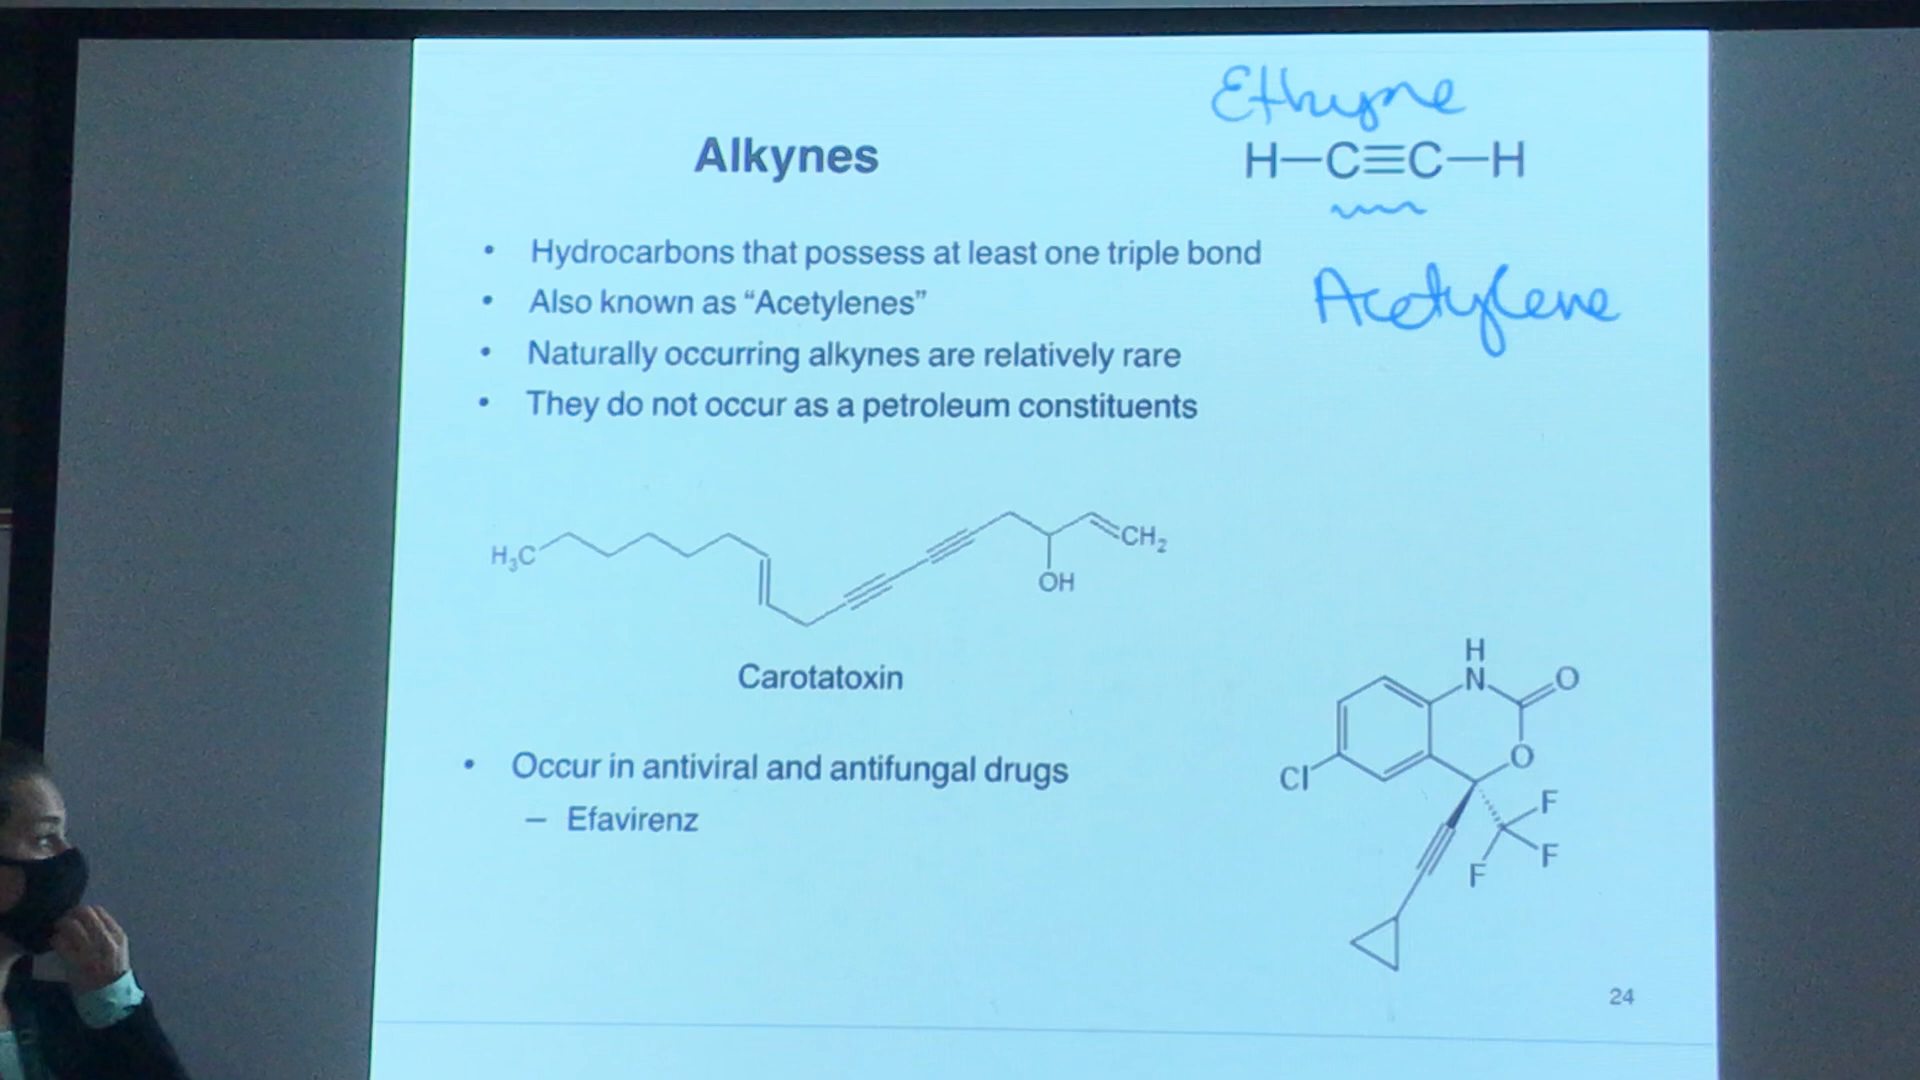 Ethyne
Alkynes
H—C≡C—H
• Hydrocarbons that possess at least one triple bond
Acetylene
• Also known as “Acetylenes”
• Naturally occurring alkynes are relatively rare
• They do not occur as a petroleum constituents
H₃C
CH₂
OH
Carotatoxin
H
N
O
O
Cl
F
F
F
• Occur in antiviral and antifungal drugs
– Efavirenz
24